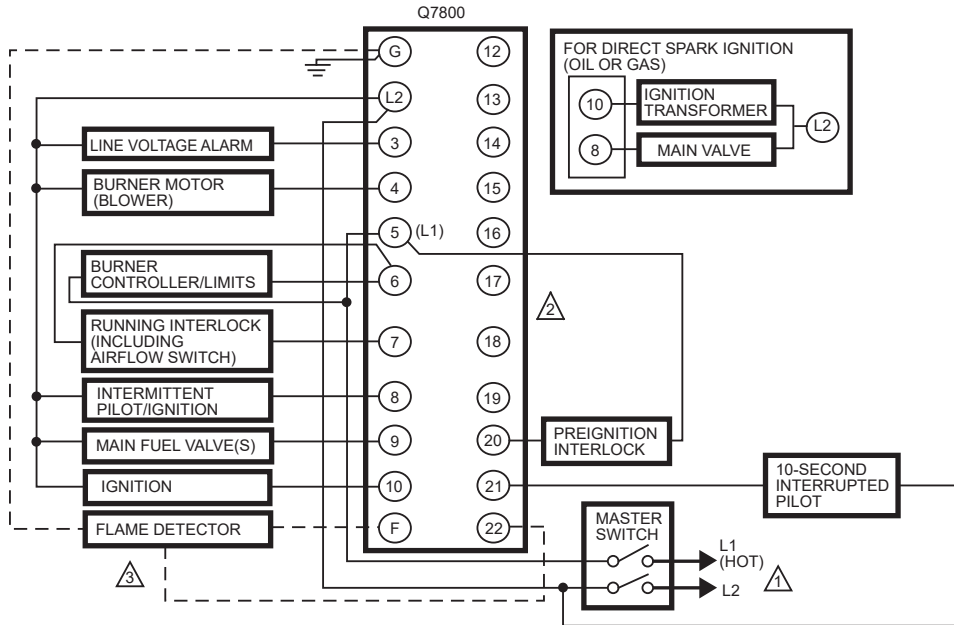 Q7800
G
12
FOR DIRECT SPARK IGNITION
(OIL OR GAS)
10
IGNITION
TRANSFORMER
8
MAIN VALVE
L2
L2
13
LINE VOLTAGE ALARM
3
14
BURNER MOTOR
(BLOWER)
4
15
5
(L1)
16
BURNER
CONTROLLER/LIMITS
6
17
2
RUNNING INTERLOCK
(INCLUDING
AIRFLOW SWITCH)
7
18
INTERMITTENT
PILOT/IGNITION
8
19
MAIN FUEL VALVE(S)
9
20
PREIGNITION
INTERLOCK
IGNITION
10
21
10-SECOND
INTERRUPTED
PILOT
FLAME DETECTOR
F
22
MASTER
SWITCH
L1
(HOT)
L2
1
3